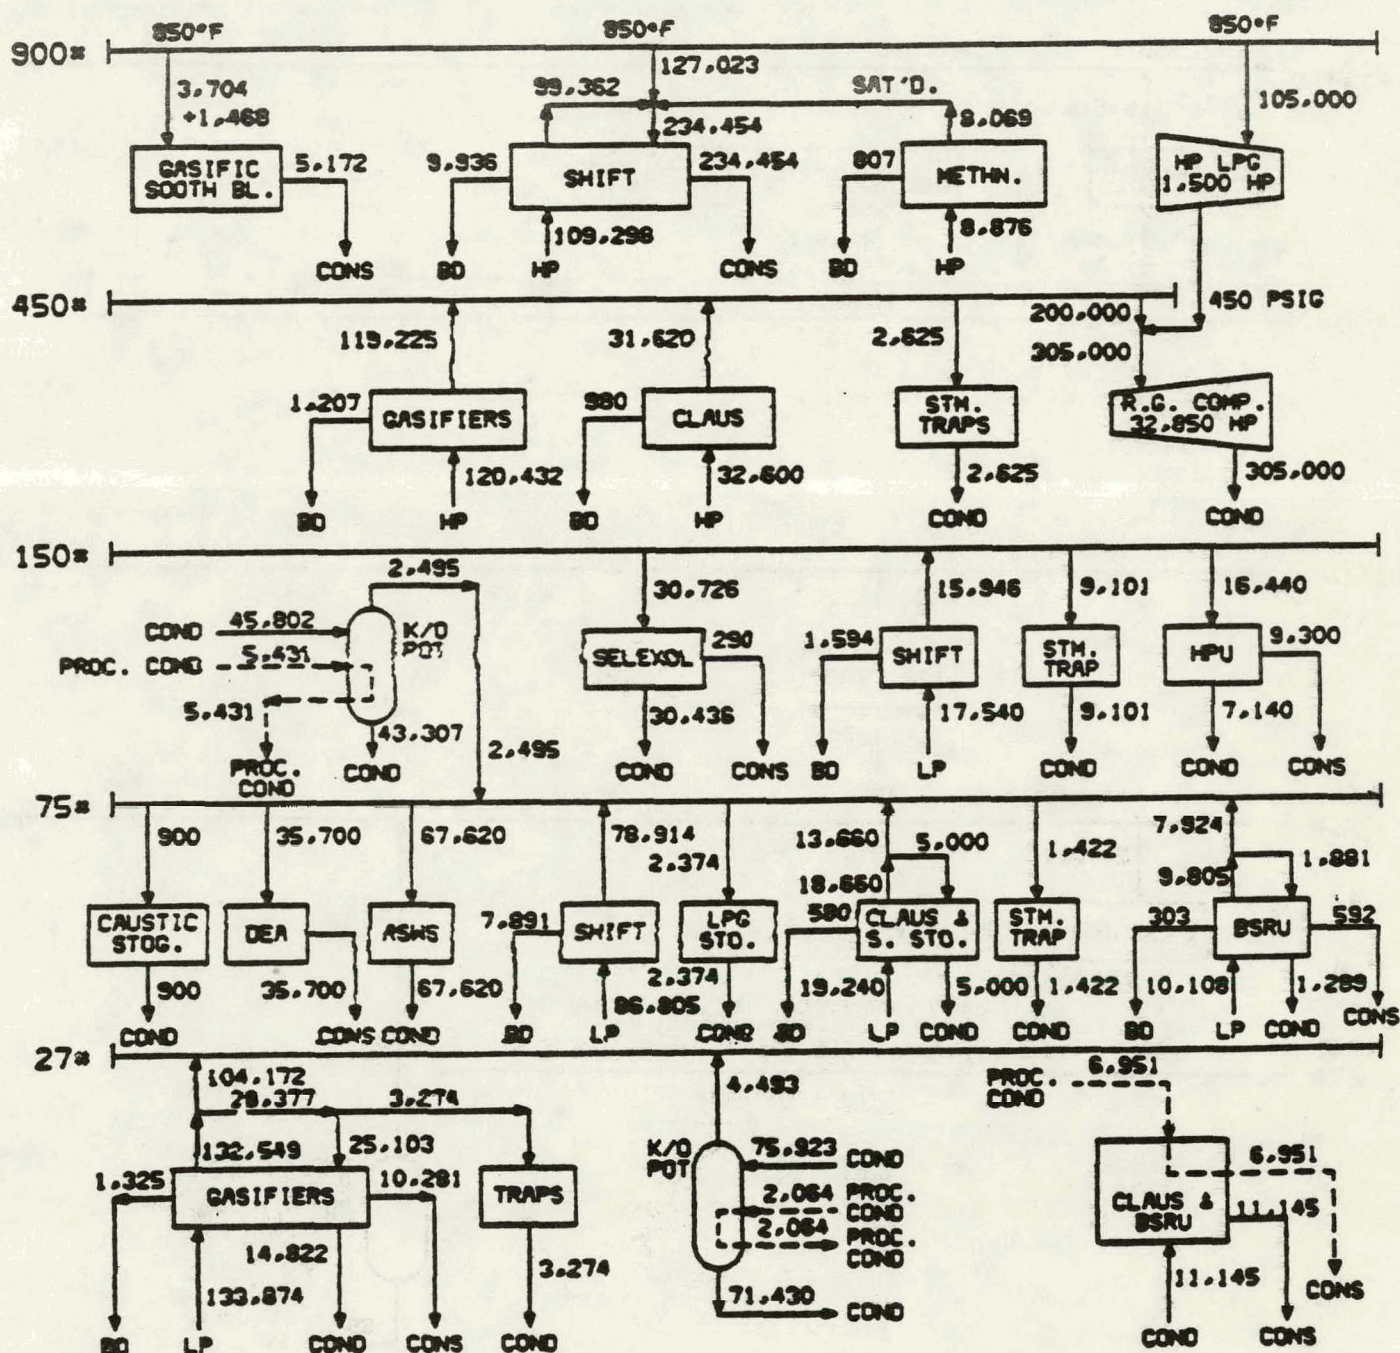 850°F
850°F
850°F
900#
3,704
+1,468
99,362
127,023
SAT'D.
105,000
234,454
8,069
GASIFIC
SOOTH BL.
5,172
9,936
SHIFT
234,454
807
METHN.
HP LPG
1,500 HP
109,298
8,876
CONS
BD
HP
CONS
BD
HP
450#
200,000
450 PSIG
119,225
31,620
2,625
305,000
1,207
GASIFIERS
980
CLAUS
STM.
TRAPS
R.G. COMP.
32,850 HP
120,432
32,600
2,625
305,000
BD
HP
BD
HP
COND
COND
150#
2,495
30,726
15,946
9,101
16,440
COND
45,802
K/O
POT
PROC. COND
5,431
SELEXOL
290
1,594
SHIFT
STM.
TRAP
HPU
9,300
5,431
43,307
2,495
30,436
17,540
9,101
7,140
PROC.
COND
COND
COND
CONS
BD
LP
COND
COND
CONS
75#
900
35,700
67,620
78,914
2,374
13,660
5,000
1,422
7,924
1,881
18,660
9,805
CAUSTIC
STOG.
DEA
ASWS
7,891
SHIFT
LPG
STO.
580
CLAUS &
S. STO.
STM.
TRAP
303
BSRU
592
900
35,700
67,620
86,805
2,374
19,240
5,000
1,422
10,108
1,289
COND
CONS
COND
BD
LP
COND
BD
LP
COND
COND
BD
LP
COND
CONS
27#
104,172
28,377
3,274
4,493
PROC.
COND
6,951
132,549
25,103
K/O
POT
75,923
COND
6,951
1,325
GASIFIERS
10,281
TRAPS
2,064
PROC.
COND
2,064
PROC.
COND
CLAUS &
BSRU
11,145
14,822
3,274
133,874
71,430
COND
11,145
CONS
BD
LP
COND
CONS
COND
COND
CONS